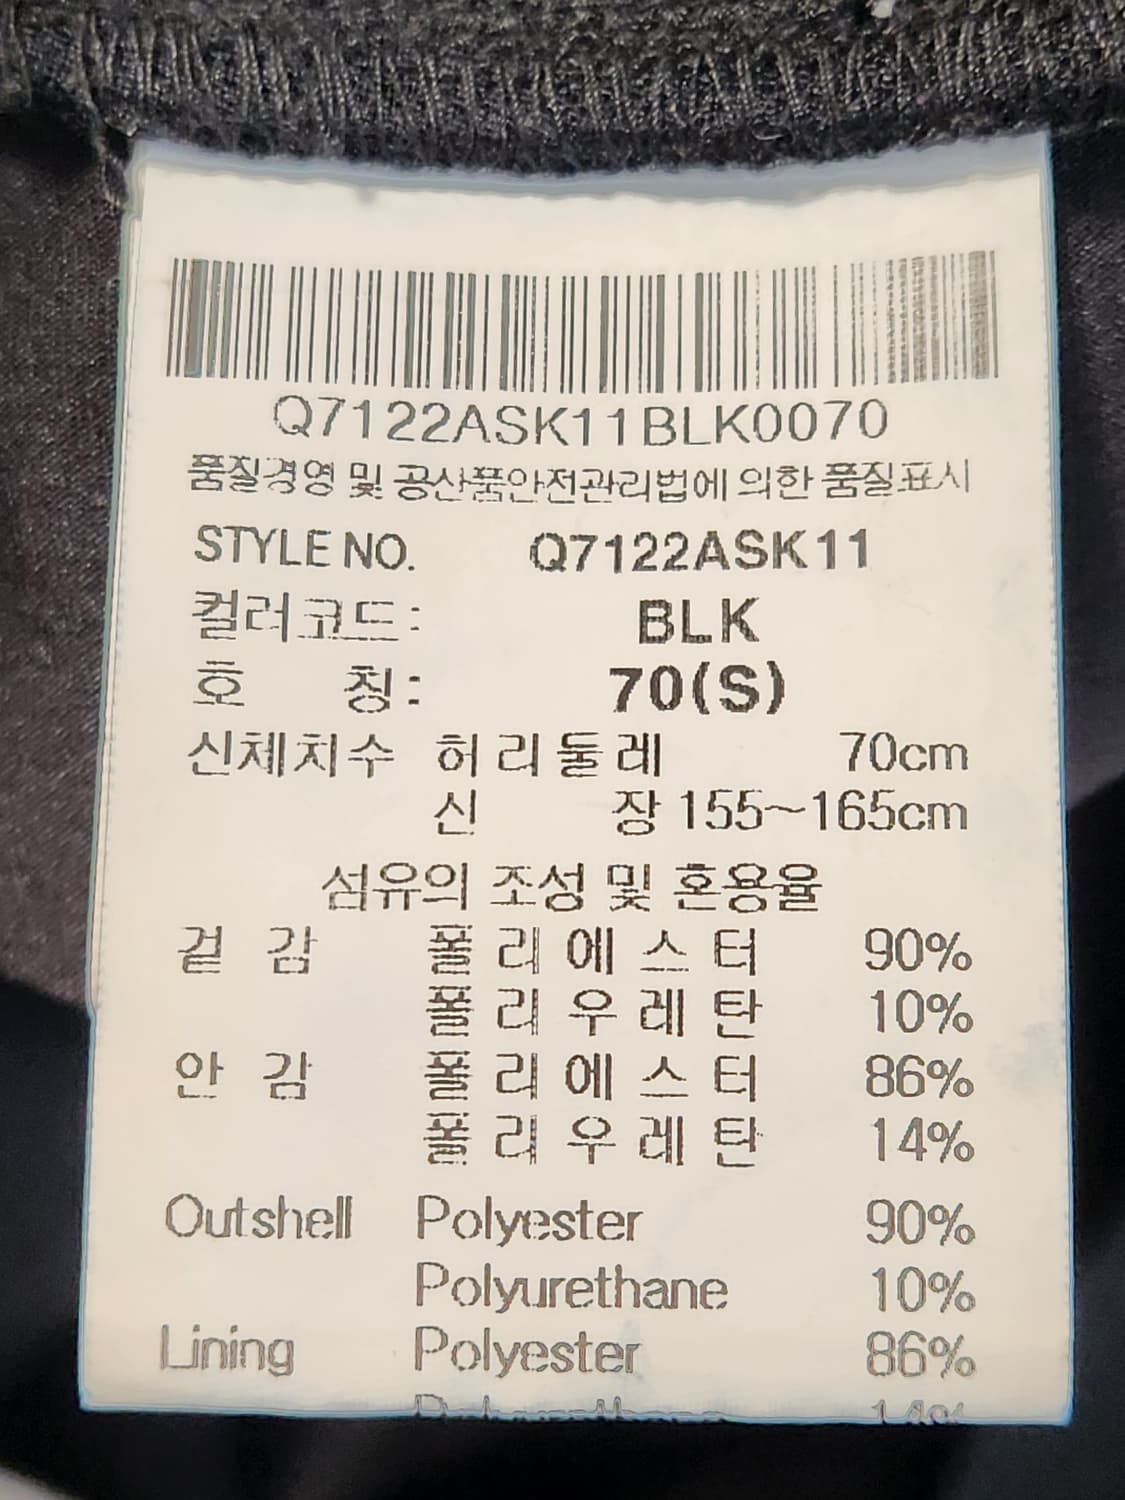 Q7122ASK11BLK0070
품질경영 및 공산품안전관리법에 의한 품질표시
STYLE NO. Q7122ASK11
컬러코드: BLK
호 칭: 70(S)
신체치수 허리둘레 70cm
신 장 155~165cm
섬유의 조성 및 혼용율
겉 감 폴리에스터 90%
폴리우레탄 10%
안 감 폴리에스터 86%
폴리우레탄 14%
Outshell Polyester 90%
Polyurethane 10%
Lining Polyester 86%